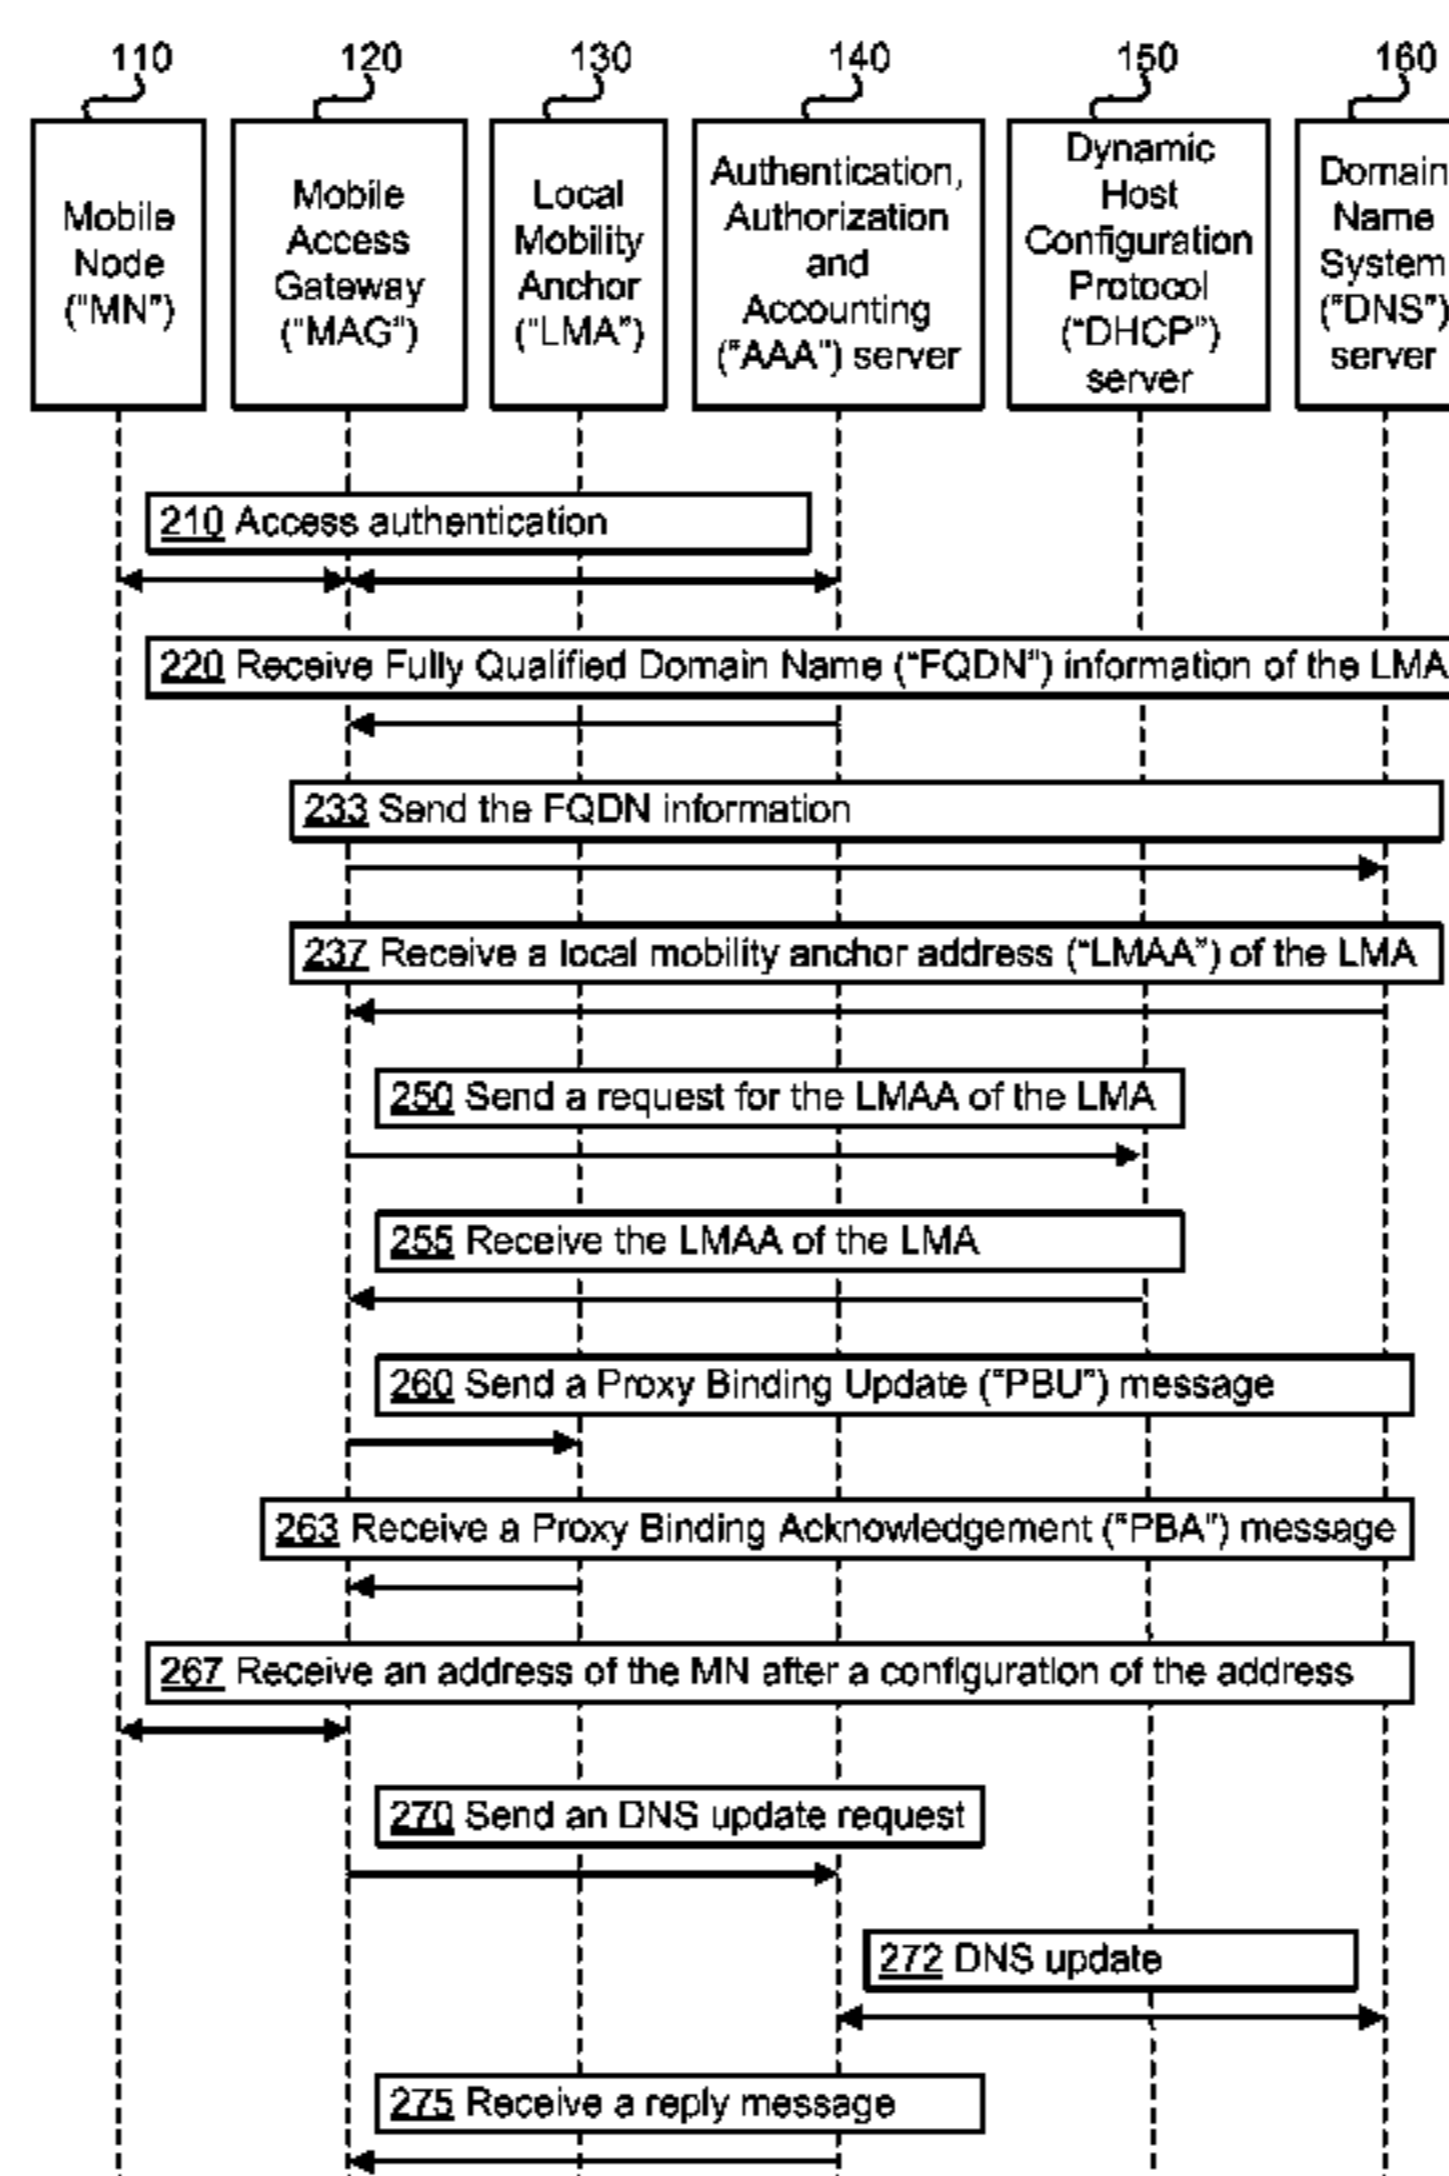 110
120
130
140
150
160
Mobile
Node
("MN")
Mobile
Access
Gateway
("MAG")
Local
Mobility
Anchor
("LMA")
Authentication,
Authorization
and
Accounting
("AAA") server
Dynamic
Host
Configuration
Protocol
("DHCP")
server
Domain
Name
System
("DNS")
server
210 Access authentication
220 Receive Fully Qualified Domain Name ("FQDN") information of the LMA
233 Send the FQDN information
237 Receive a local mobility anchor address ("LMAA") of the LMA
250 Send a request for the LMAA of the LMA
255 Receive the LMAA of the LMA
260 Send a Proxy Binding Update ("PBU") message
263 Receive a Proxy Binding Acknowledgement ("PBA") message
267 Receive an address of the MN after a configuration of the address
270 Send an DNS update request
272 DNS update
275 Receive a reply message